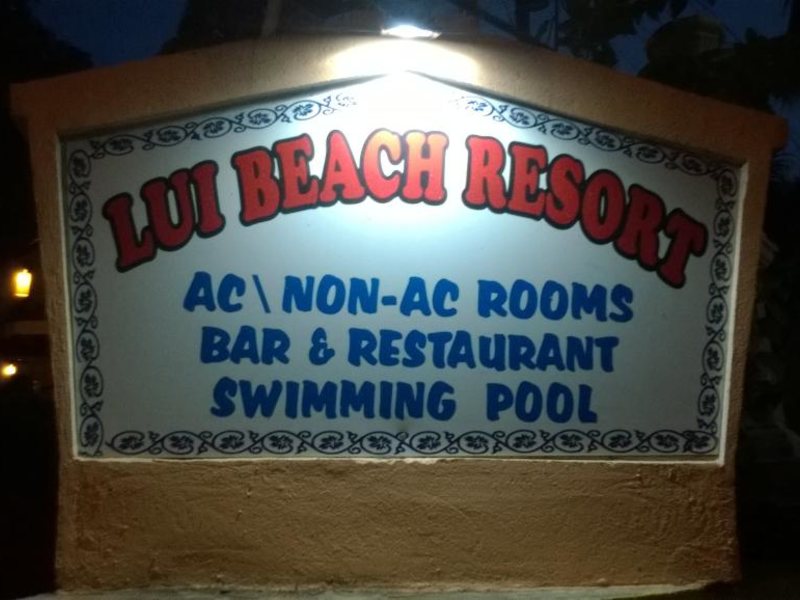 LUI BEACH RESORT
AC \ NON-AC ROOMS
BAR & RESTAURANT
SWIMMING POOL